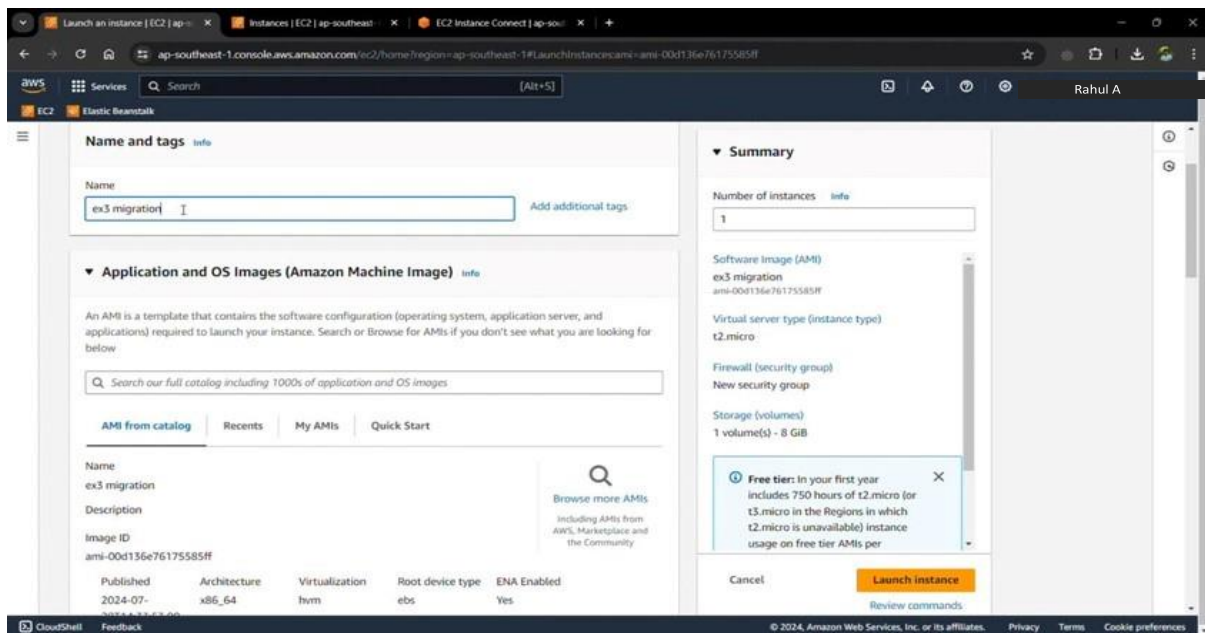 Launch an instance | EC2 | ap-s
Instances | EC2 | ap-southeast-
EC2 Instance Connect | ap-sou
ap-southeast-1.console.aws.amazon.com/ec2/home?region=ap-southeast-1#LaunchInstances:ami=ami-00d136e76175585ff
aws
Services
Search
[Alt+S]
Rahul A
EC2
Elastic Beanstalk
Name and tags Info
Name
ex3 migration
Add additional tags
Application and OS Images (Amazon Machine Image) Info
An AMI is a template that contains the software configuration (operating system, application server, and
applications) required to launch your instance. Search or Browse for AMIs if you don't see what you are looking for
below
Search our full catalog including 1000s of application and OS images
AMI from catalog
Recents
My AMIs
Quick Start
Name
ex3 migration
Description
Image ID
ami-00d136e76175585ff
Browse more AMIs
Including AMIs from
AWS, Marketplace and
the Community
Published Architecture Virtualization Root device type ENA Enabled
2024-07- x86_64 hvm ebs Yes
Summary
Number of instances Info
1
Software Image (AMI)
ex3 migration
ami-00d136e76175585ff
Virtual server type (instance type)
t2.micro
Firewall (security group)
New security group
Storage (volumes)
1 volume(s) - 8 GiB
Free tier: In your first year
includes 750 hours of t2.micro (or
t3.micro in the Regions in which
t2.micro is unavailable) instance
usage on free tier AMIs per
Cancel
Launch instance
Review commands
CloudShell
Feedback
© 2024, Amazon Web Services, Inc. or its affiliates.
Privacy
Terms
Cookie preferences